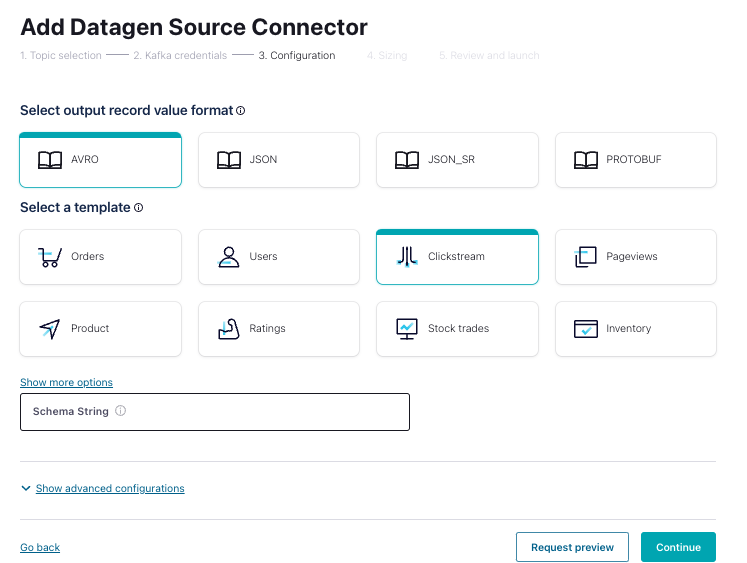 Add Datagen Source Connector
1. Topic selection 2. Kafka credentials 3. Configuration 4. Sizing 5. Review and launch
Select output record value format
AVRO JSON JSON_SR PROTOBUF
Select a template
Orders Users Clickstream Pageviews
Product Ratings Stock trades Inventory
Show more options
Schema String
Show advanced configurations
Go back Request preview Continue